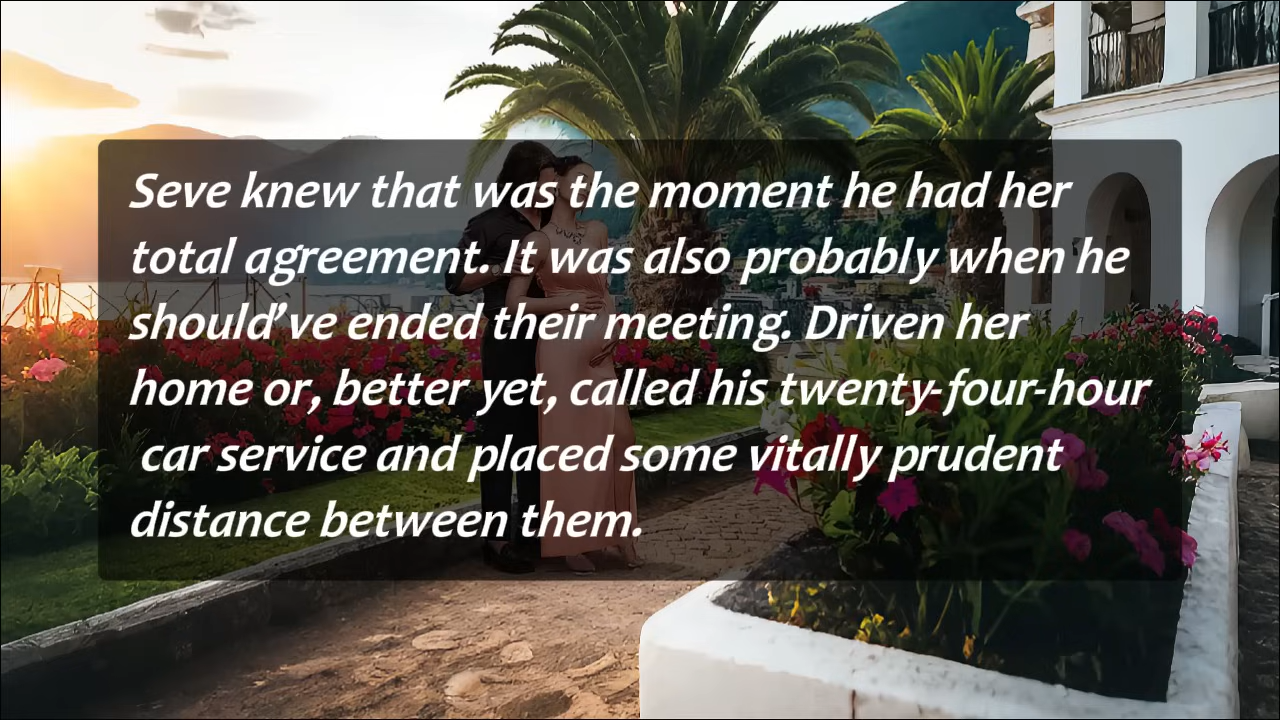 Seve knew that was the moment he had her
total agreement. It was also probably when he
should've ended their meeting. Driven her
home or, better yet, called his twenty-four-hour
car service and placed some vitally prudent
distance between them.